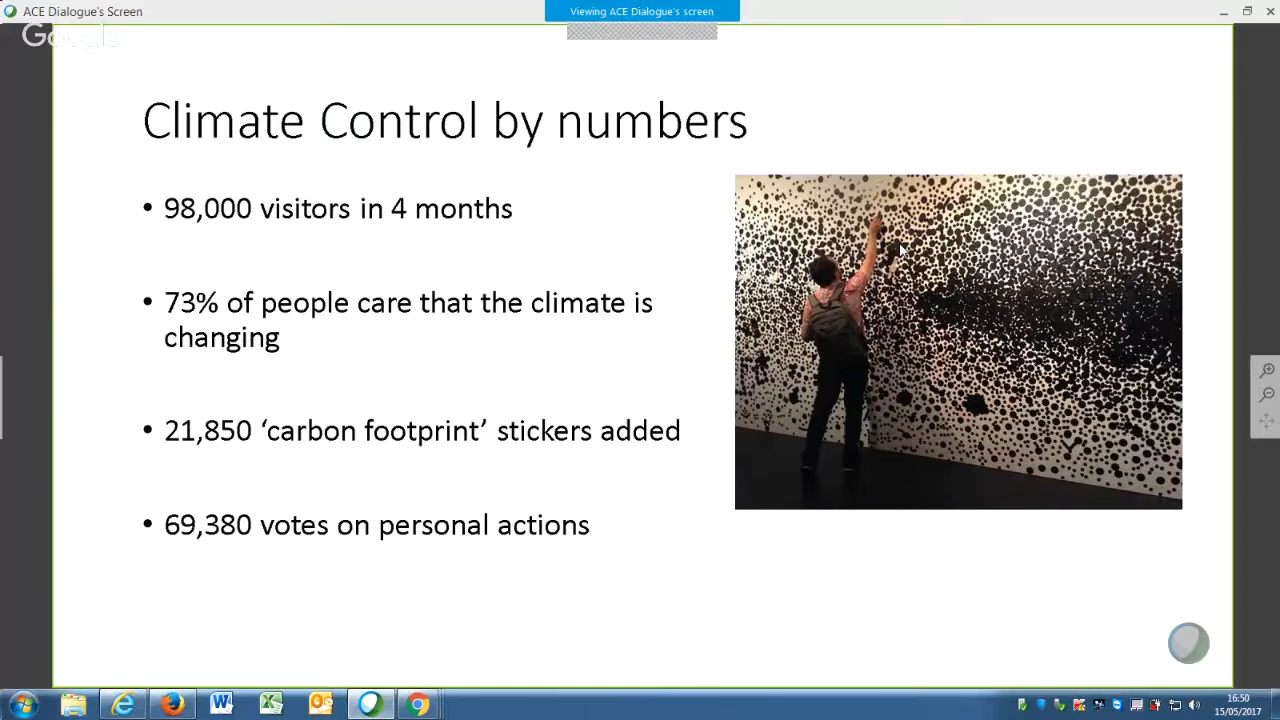 ACE Dialogue's Screen
Viewing ACE Dialogue's screen
Google
Climate Control by numbers
• 98,000 visitors in 4 months
• 73% of people care that the climate is
changing
• 21,850 ‘carbon footprint’ stickers added
• 69,380 votes on personal actions
16:50
15/05/2017